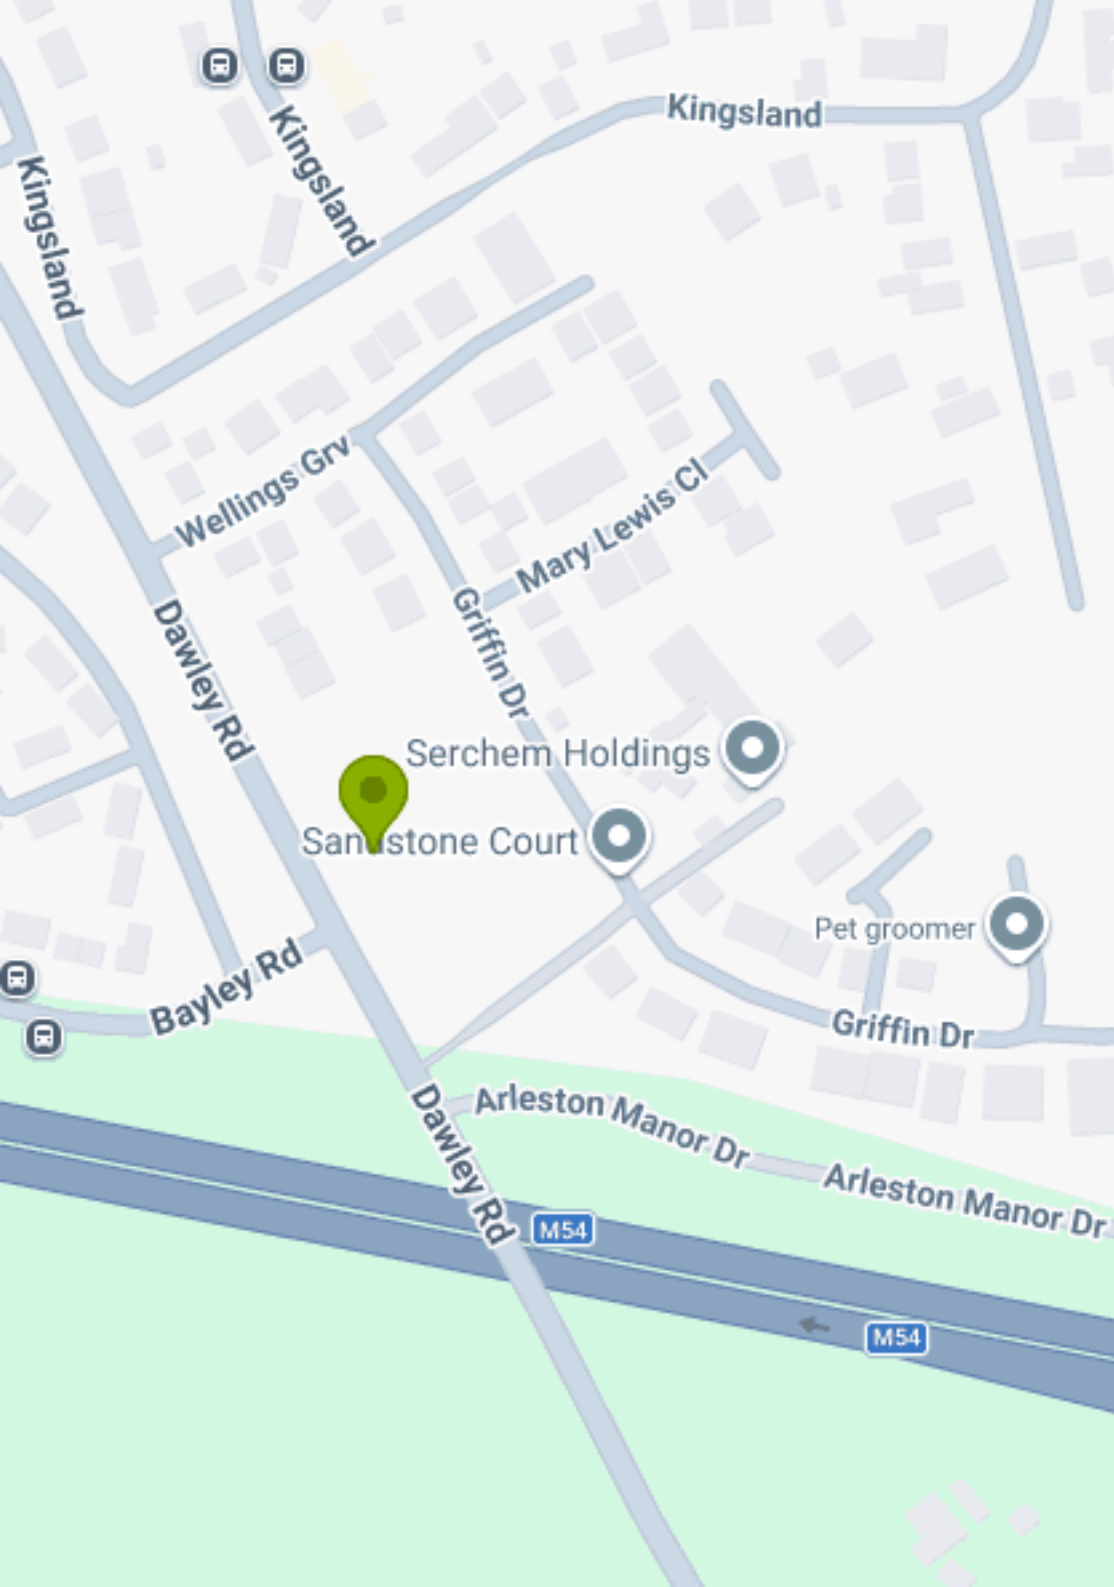 Kingsland
Kingsland
Kingsland
Wellings Grv
Mary Lewis Cl
Griffin Dr
Dawley Rd
Serchem Holdings
Sandstone Court
Pet groomer
Bayley Rd
Griffin Dr
Arleston Manor Dr
Dawley Rd
Arleston Manor Dr
M54
M54